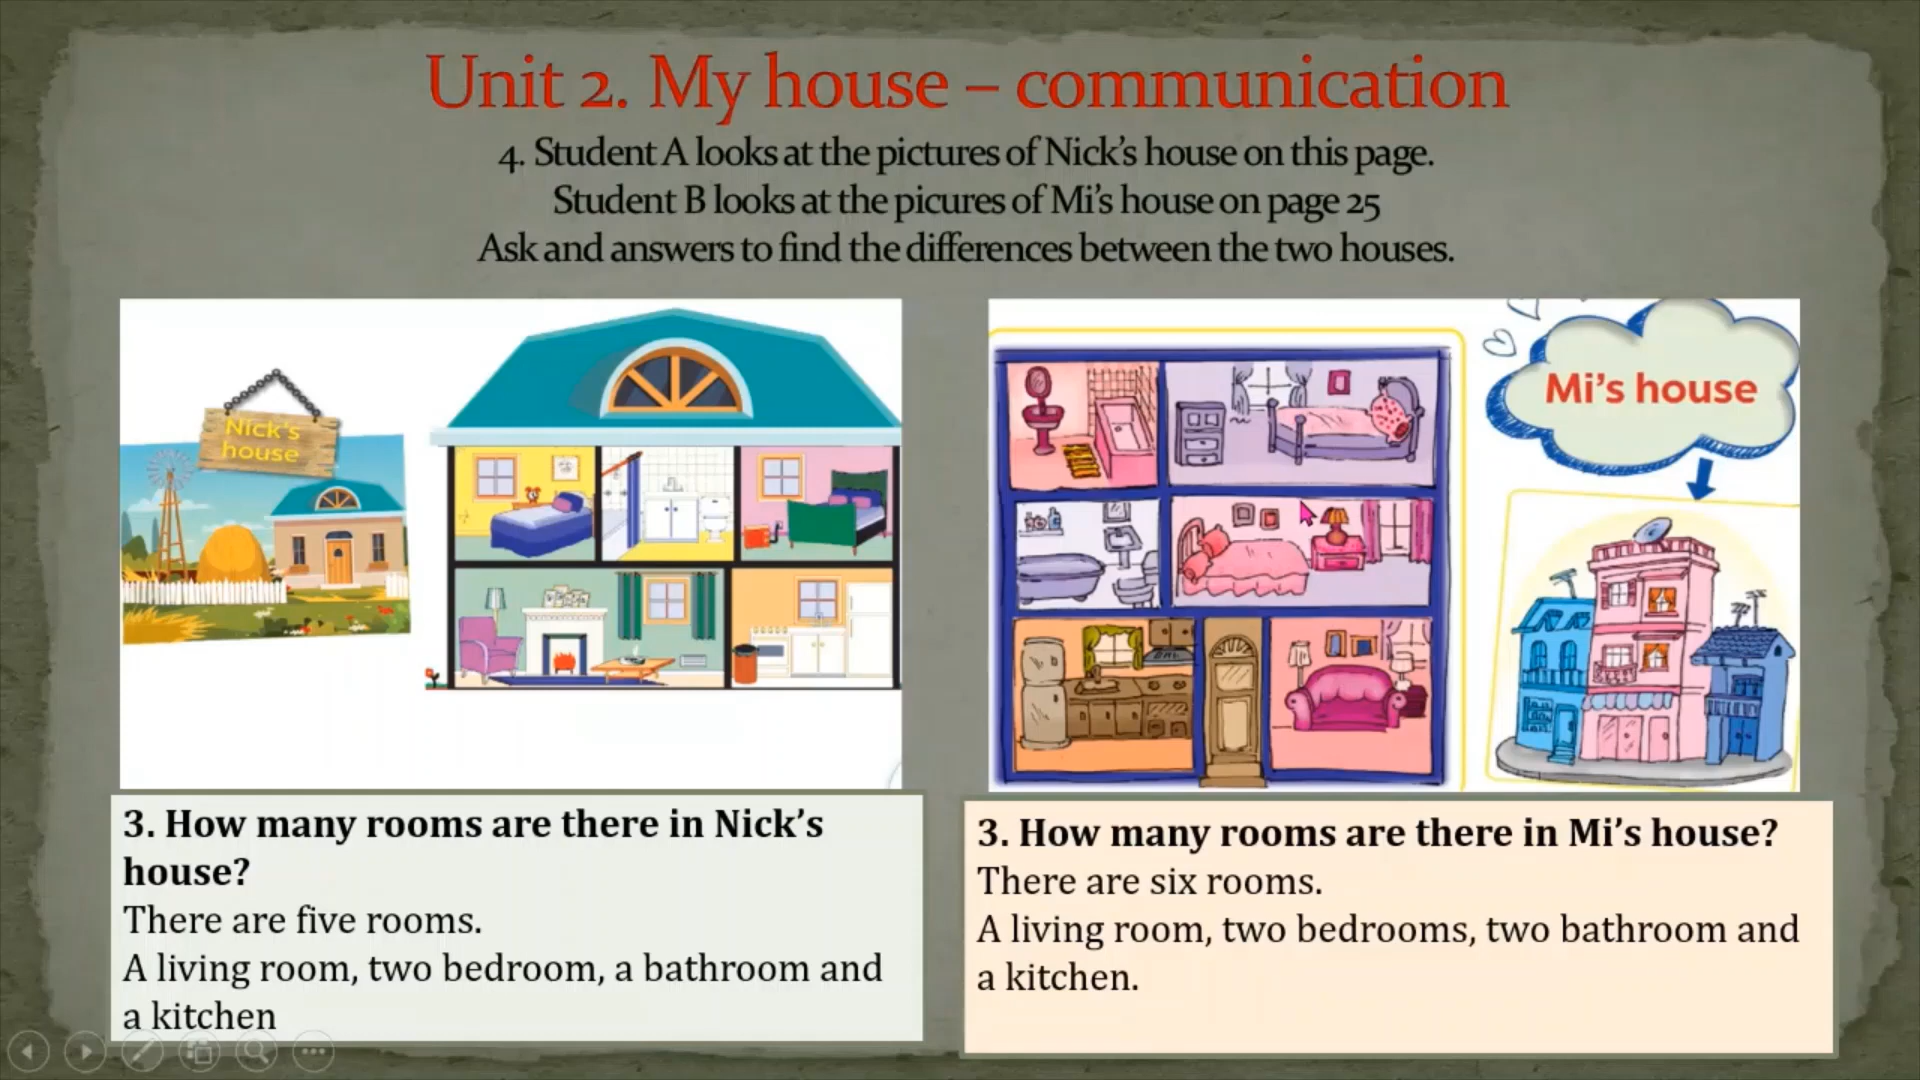 Unit 2. My house – communication
4. Student A looks at the pictures of Nick’s house on this page.
Student B looks at the picures of Mi’s house on page 25
Ask and answers to find the differences between the two houses.
Nick's
house
Mi’s house
3. How many rooms are there in Nick’s
house?
There are five rooms.
A living room, two bedroom, a bathroom and
a kitchen
3. How many rooms are there in Mi’s house?
There are six rooms.
A living room, two bedrooms, two bathroom and
a kitchen.